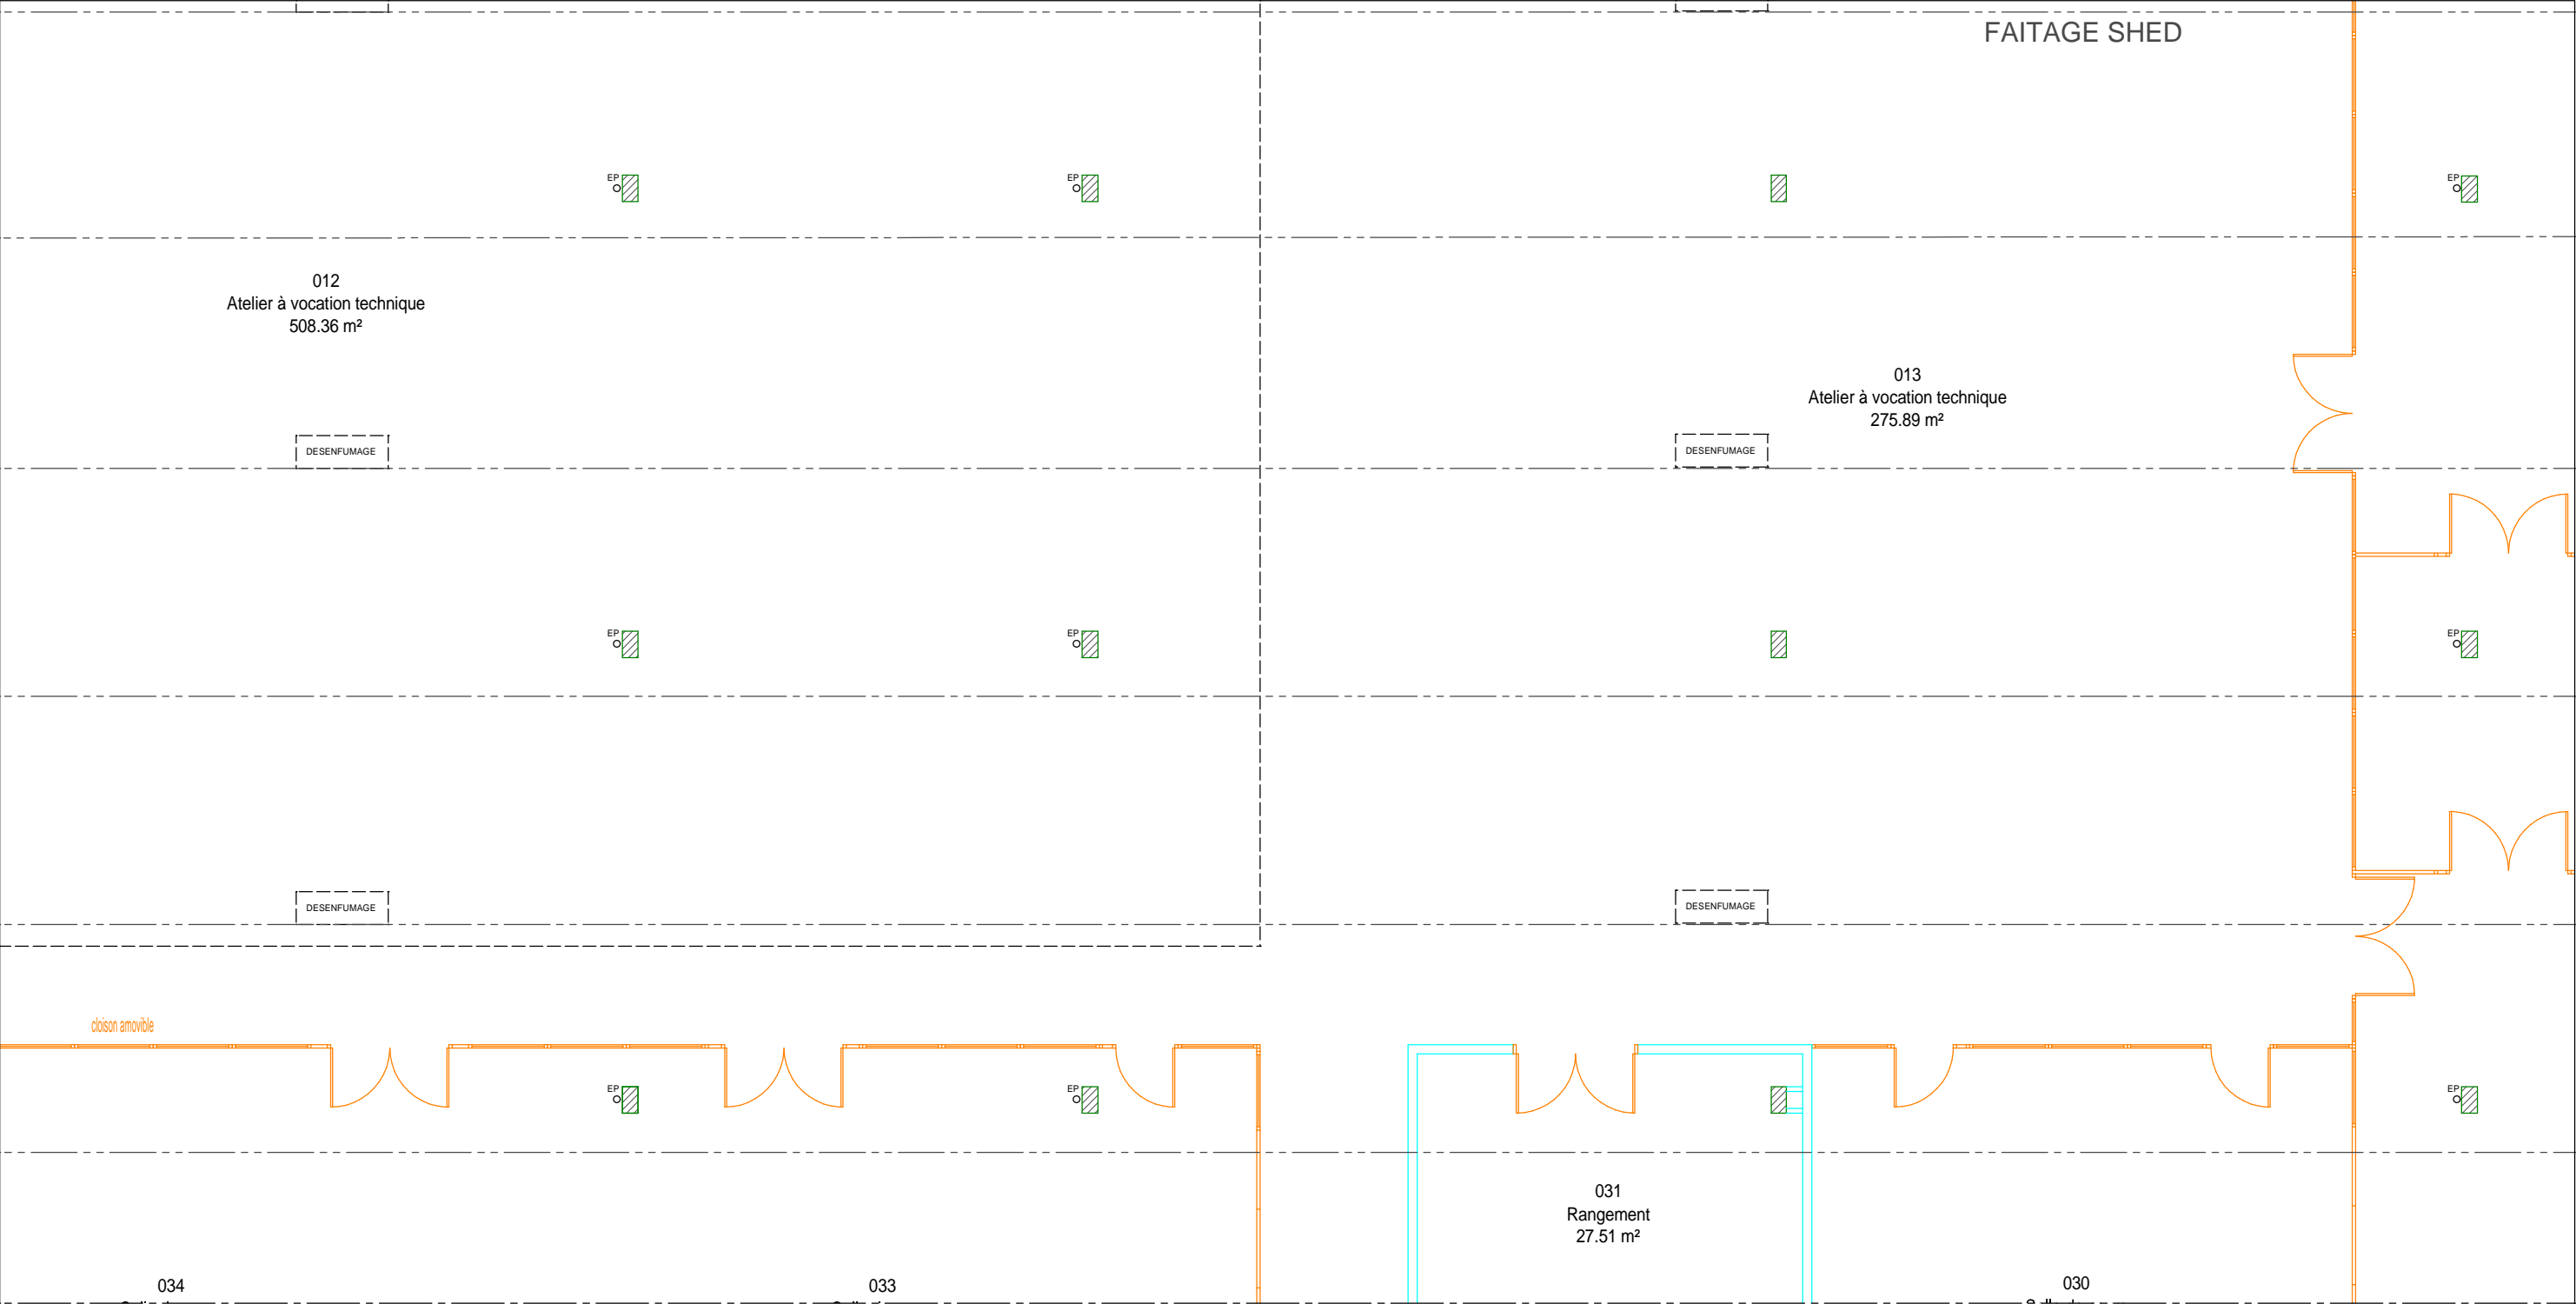 FAITAGE SHED
EP
EP
EP
012
Atelier à vocation technique
508.36 m²
013
Atelier à vocation technique
275.89 m²
DESENFUMAGE
DESENFUMAGE
EP
EP
EP
DESENFUMAGE
DESENFUMAGE
cloison amovible
EP
EP
EP
031
Rangement
27.51 m²
034
033
030